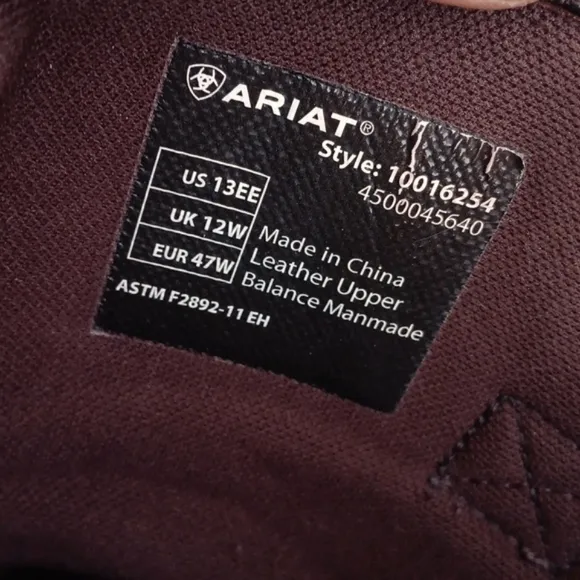 ARIAT®
Style: 10016254
4500045640
US 13EE
UK 12W
EUR 47W
Made in China
Leather Upper
Balance Manmade
ASTM F2892-11 EH